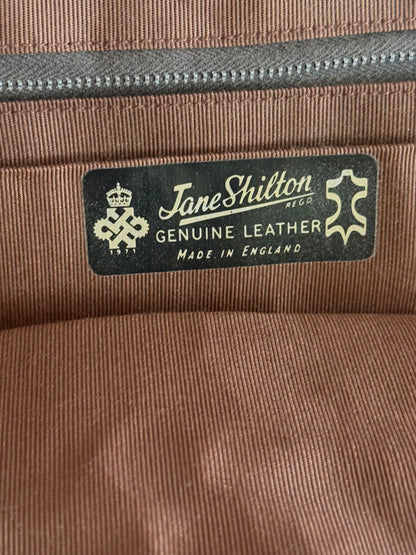 Jane Shilton
REGD.
GENUINE LEATHER
MADE IN ENGLAND
1971